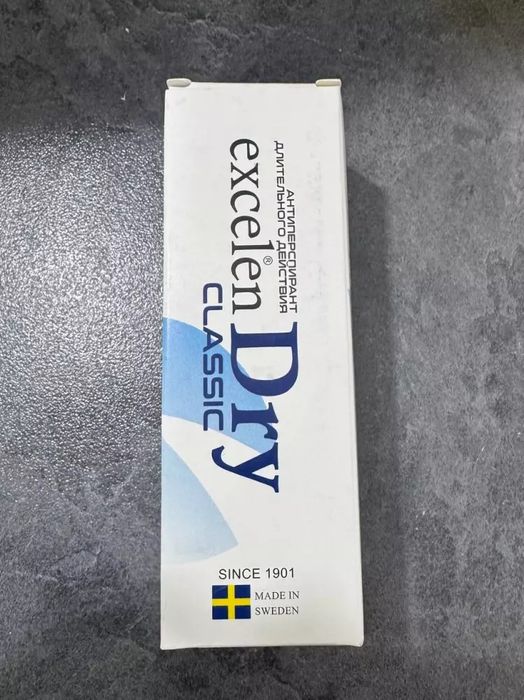 АНТИПЕРСПИРАНТ
ДЛИТЕЛЬНОГО ДЕЙСТВИЯ
excelen® Dry
CLASSIC
SINCE 1901
MADE IN
SWEDEN